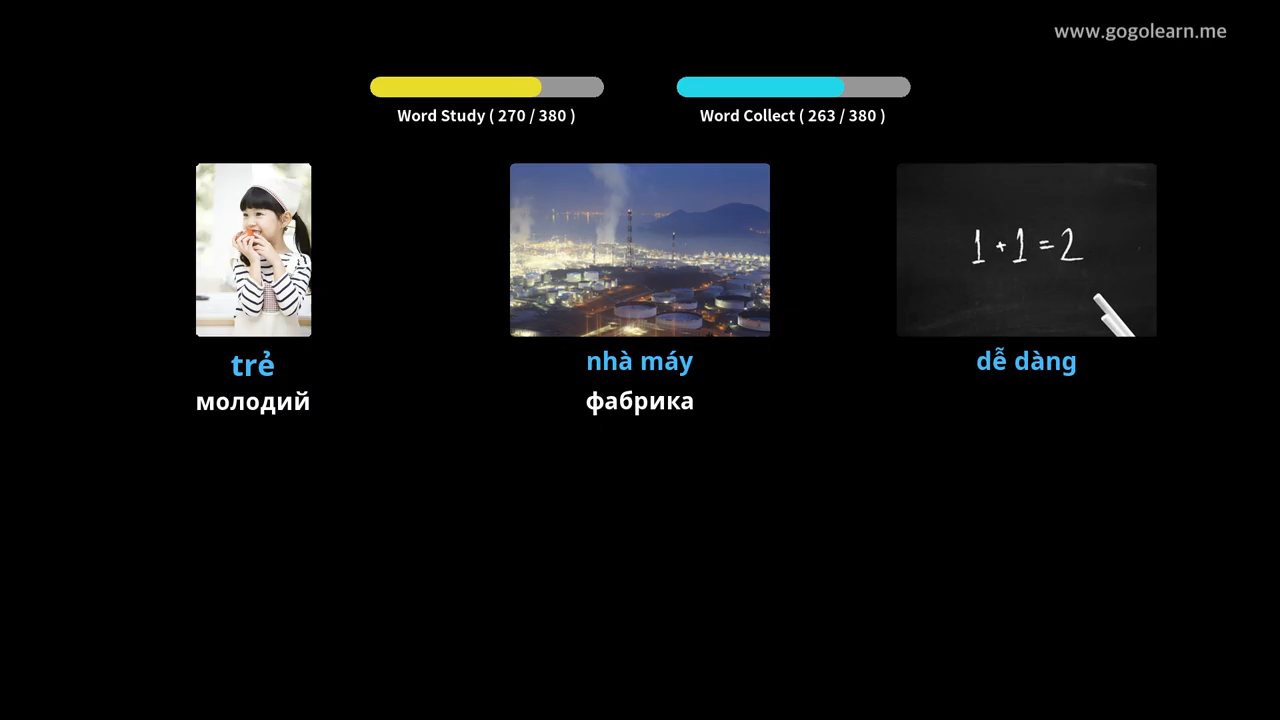 www.gogolearn.me
Word Study ( 270 / 380 )
Word Collect ( 263 / 380 )
1 + 1 = 2
trẻ
nhà máy
dễ dàng
молодий
фабрика